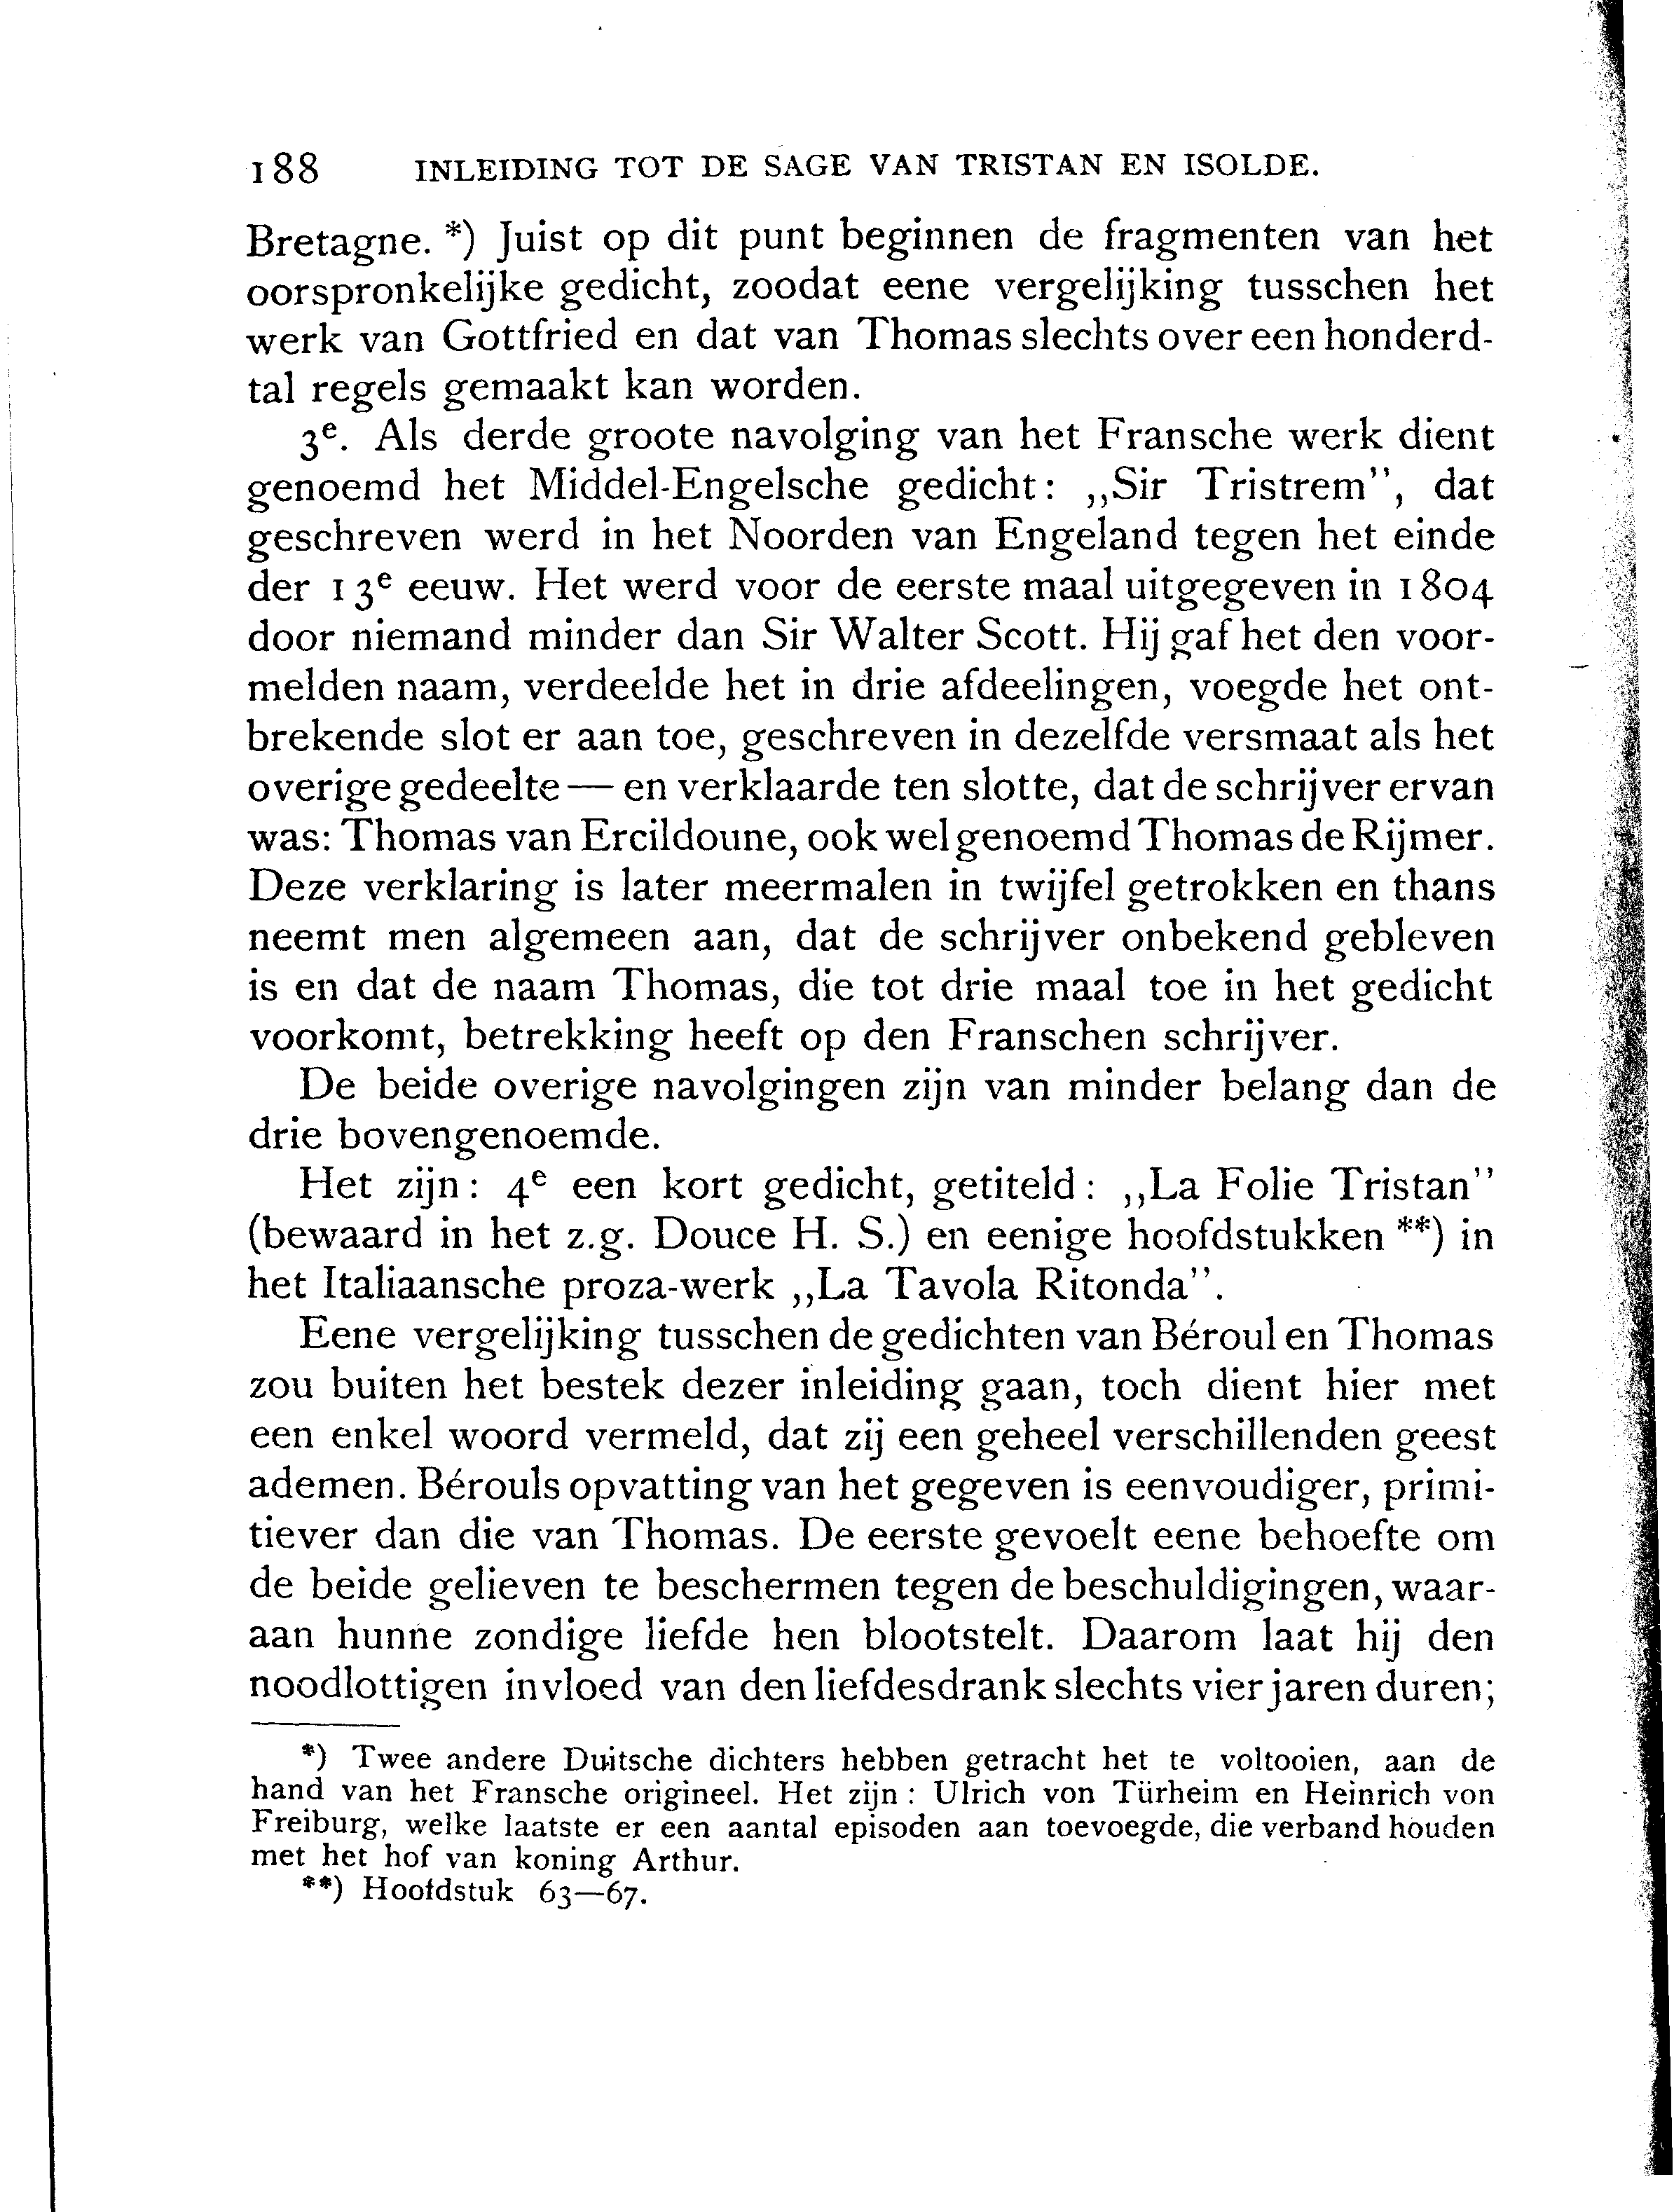 188 INLEIDING TOT DE SAGE VAN TRISTAN EN ISOLDE.
Bretagne. *) Juist op dit punt beginnen de fragmenten van het
oorspronkelijke gedicht, zoodat eene vergelijking tusschen het
werk van Gottfried en dat van Thomas slechts over een honderd-
tal regels gemaakt kan worden.
3e. Als derde groote navolging van het Fransche werk dient
genoemd het Middel-Engelsche gedicht: „Sir Tristrem”, dat
geschreven werd in het Noorden van Engeland tegen het einde
der 13e eeuw. Het werd voor de eerste maal uitgegeven in 1804
door niemand minder dan Sir Walter Scott. Hij gaf het den voor-
melden naam, verdeelde het in drie afdeelingen, voegde het ont-
brekende slot er aan toe, geschreven in dezelfde versmaat als het
overige gedeelte — en verklaarde ten slotte, dat de schrijver ervan
was: Thomas van Ercildoune, ook wel genoemd Thomas de Rijmer.
Deze verklaring is later meermalen in twijfel getrokken en thans
neemt men algemeen aan, dat de schrijver onbekend gebleven
is en dat de naam Thomas, die tot drie maal toe in het gedicht
voorkomt, betrekking heeft op den Franschen schrijver.
De beide overige navolgingen zijn van minder belang dan de
drie bovengenoemde.
Het zijn: 4e een kort gedicht, getiteld: „La Folie Tristan”
(bewaard in het z.g. Douce H. S.) en eenige hoofdstukken **) in
het Italiaansche proza-werk „La Tavola Ritonda”.
Eene vergelijking tusschen de gedichten van Béroul en Thomas
zou buiten het bestek dezer inleiding gaan, toch dient hier met
een enkel woord vermeld, dat zij een geheel verschillenden geest
ademen. Bérouls opvatting van het gegeven is eenvoudiger, primi-
tiever dan die van Thomas. De eerste gevoelt eene behoefte om
de beide gelieven te beschermen tegen de beschuldigingen, waar-
aan hunne zondige liefde hen blootstelt. Daarom laat hij den
noodlottigen invloed van den liefdesdrank slechts vier jaren duren;
*) Twee andere Duitsche dichters hebben getracht het te voltooien, aan de
hand van het Fransche origineel. Het zijn: Ulrich von Türheim en Heinrich von
Freiburg, welke laatste er een aantal episoden aan toevoegde, die verband houden
met het hof van koning Arthur.
**) Hoofdstuk 63—67.